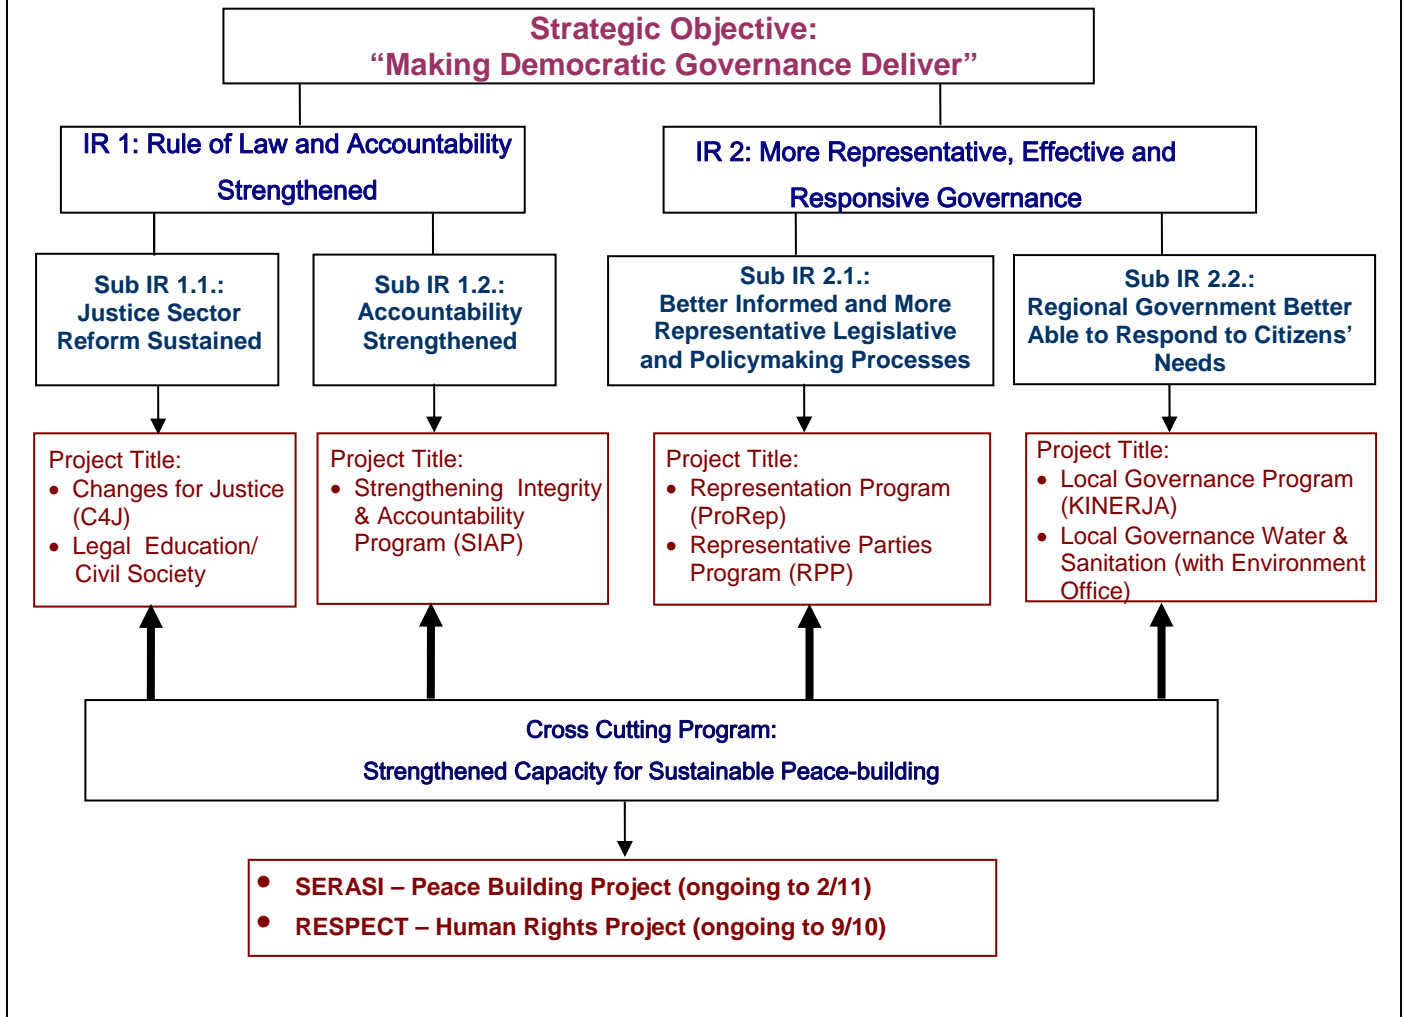 Strategic Objective:
“Making Democratic Governance Deliver”
IR 1: Rule of Law and Accountability
Strengthened
IR 2: More Representative, Effective and
Responsive Governance
Sub IR 1.1.:
Justice Sector
Reform Sustained
Sub IR 1.2.:
Accountability
Strengthened
Sub IR 2.1.:
Better Informed and More
Representative Legislative
and Policymaking Processes
Sub IR 2.2.:
Regional Government Better
Able to Respond to Citizens’
Needs
Project Title:
• Changes for Justice
(C4J)
• Legal Education/
Civil Society
Project Title:
• Strengthening Integrity
& Accountability
Program (SIAP)
Project Title:
• Representation Program
(ProRep)
• Representative Parties
Program (RPP)
Project Title:
• Local Governance Program
(KINERJA)
• Local Governance Water &
Sanitation (with Environment
Office)
Cross Cutting Program:
Strengthened Capacity for Sustainable Peace-building
• SERASI – Peace Building Project (ongoing to 2/11)
• RESPECT – Human Rights Project (ongoing to 9/10)